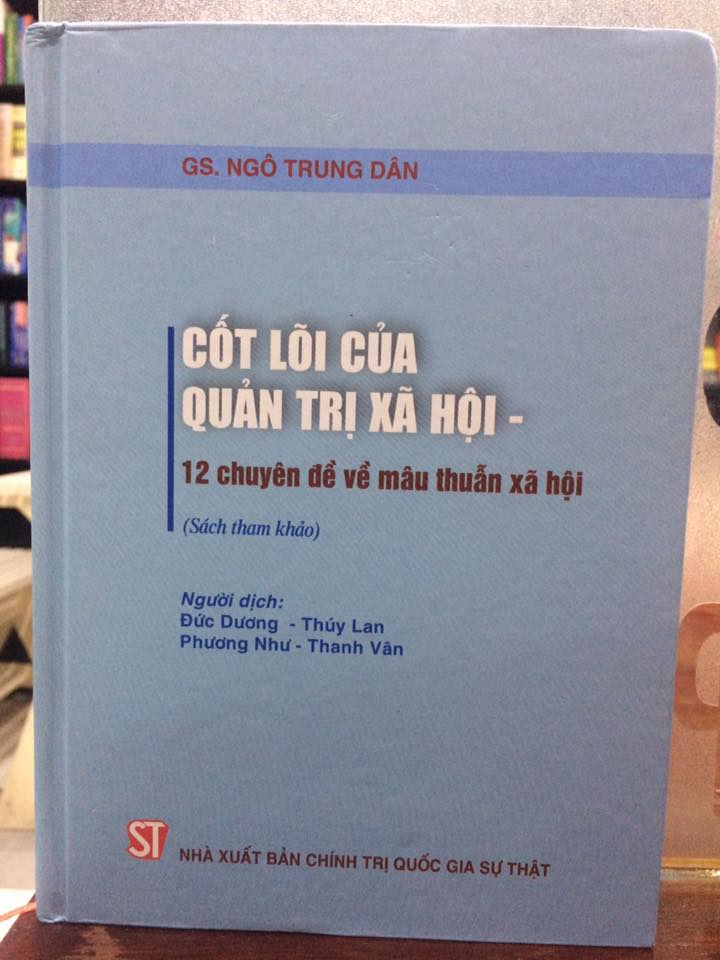 GS. NGÔ TRUNG DÂN
CỐT LÕI CỦA
QUẢN TRỊ XÃ HỘI -
12 chuyên đề về mâu thuẫn xã hội
(Sách tham khảo)
Người dịch:
Đức Dương - Thúy Lan
Phương Như - Thanh Vân
ST
NHÀ XUẤT BẢN CHÍNH TRỊ QUỐC GIA SỰ THẬT